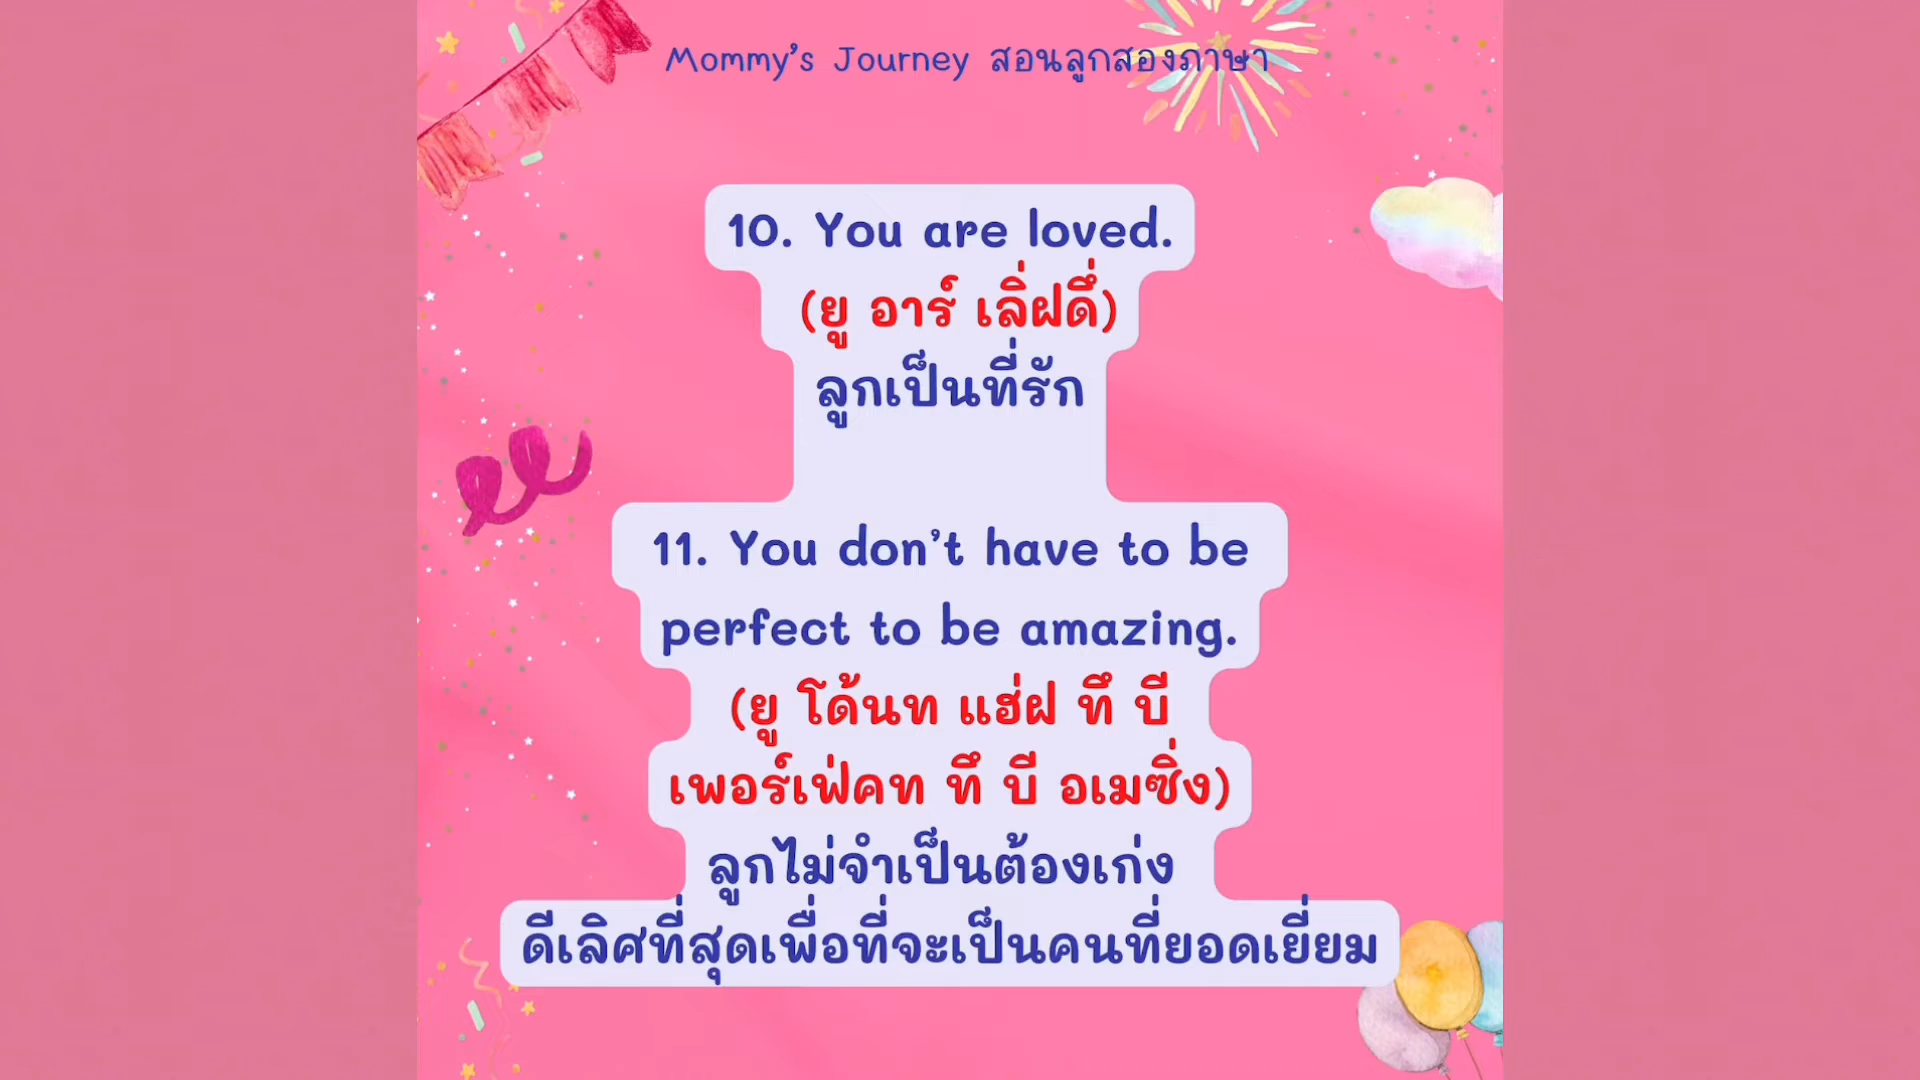 Mommy's Journey สอนลูกสองภาษา
10. You are loved.
(ยู อาร์ เลิ่ฝดึ่)
ลูกเป็นที่รัก
11. You don't have to be
perfect to be amazing.
(ยู โด้นท แฮ่ฝ ทึ บี
เพอร์เฟ่คท ทึ บี อเมซิ่ง)
ลูกไม่จำเป็นต้องเก่ง
ดีเลิศที่สุดเพื่อที่จะเป็นคนที่ยอดเยี่ยม